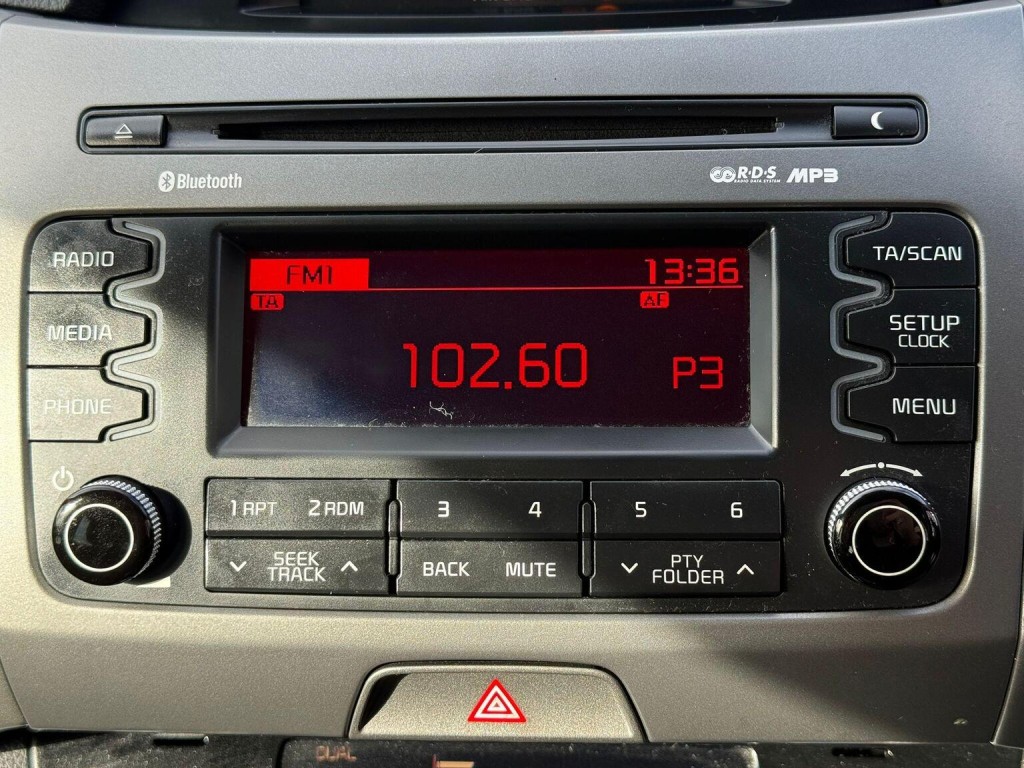 Bluetooth
R·D·S MP3
RADIO DATA SYSTEM
RADIO
MEDIA
PHONE
FM1 13:36
TA AF
102.60 P3
TA/SCAN
SETUP
CLOCK
MENU
1 RPT 2 RDM 3 4 5 6
SEEK
TRACK
BACK MUTE
PTY
FOLDER
DUAL